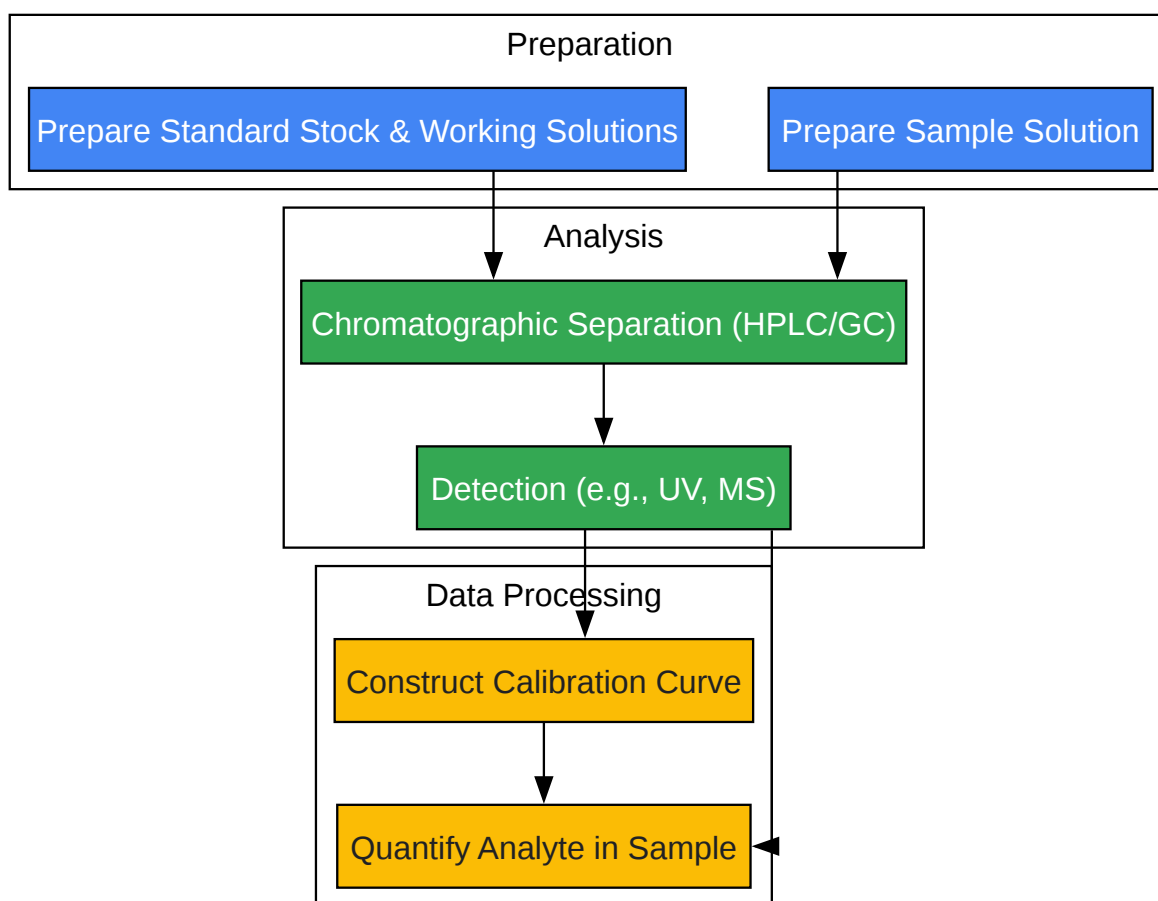 Preparation
Prepare Standard Stock & Working Solutions
Prepare Sample Solution
Analysis
Chromatographic Separation (HPLC/GC)
Detection (e.g., UV, MS)
Data Processing
Construct Calibration Curve
Quantify Analyte in Sample